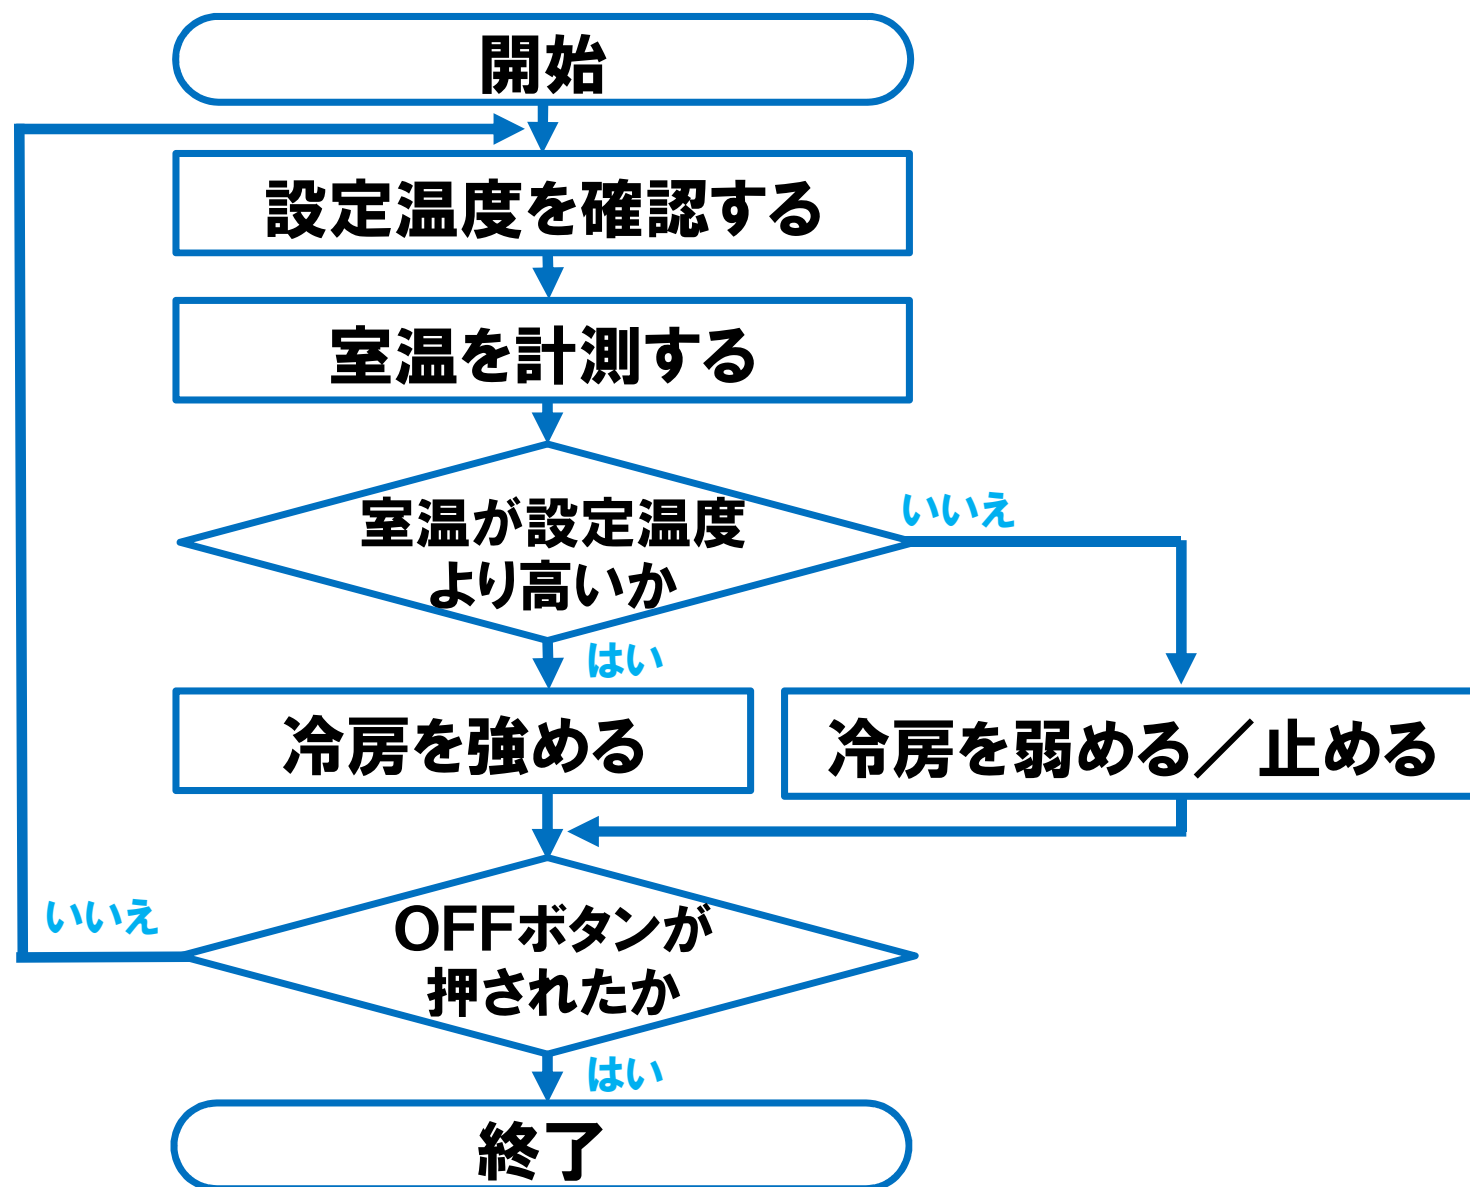 開始
設定温度を確認する
室温を計測する
室温が設定温度
より高いか
いいえ
はい
冷房を強める
冷房を弱める／止める
OFFボタンが
押されたか
いいえ
はい
終了